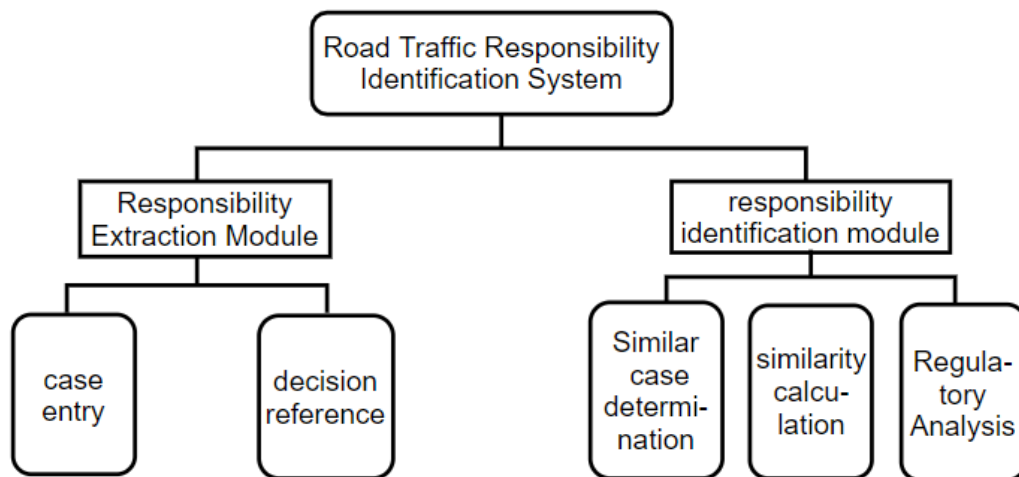 Road Traffic Responsibility
Identification System
Responsibility
Extraction Module
responsibility
identification module
case
entry
decision
reference
Similar
case
determi-
nation
similarity
calcu-
lation
Regula-
tory
Analysis